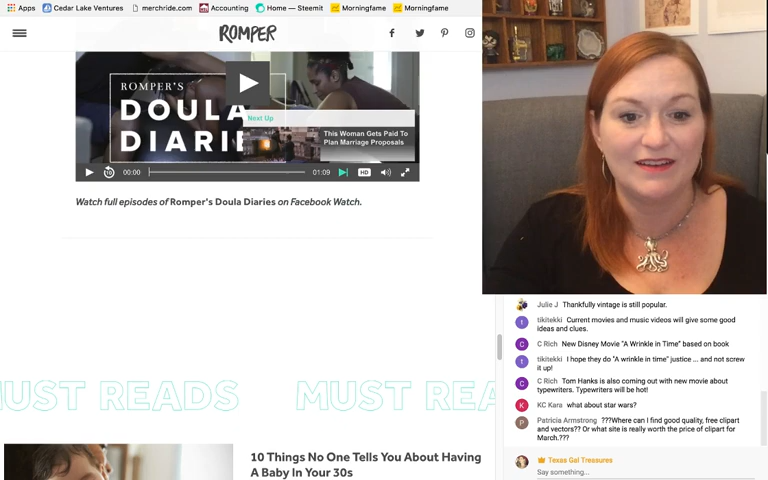 Apps Cedar Lake Ventures merchride.com Accounting Home — Steemit Morningfame Morningfame
ROMPER
ROMPER'S
DOULA
DIARIE
Next Up
This Woman Gets Paid To
Plan Marriage Proposals
00:00 01:09 HD
Watch full episodes of Romper's Doula Diaries on Facebook Watch.
MUST READS MUST REA
10 Things No One Tells You About Having
A Baby In Your 30s
Julie J Thankfully vintage is still popular.
tikitekki Current movies and music videos will give some good
ideas and clues.
C Rich New Disney Movie "A Wrinkle in Time" based on book
tikitekki I hope they do "A wrinkle in time" justice ... and not screw
it up!
C Rich Tom Hanks is also coming out with new movie about
typewriters. Typewriters will be hot!
KC Kara what about star wars?
Patricia Armstrong ???Where can I find good quality, free clipart
and vectors?? Or what site is really worth the price of clipart for
March.???
Texas Gal Treasures
Say something...